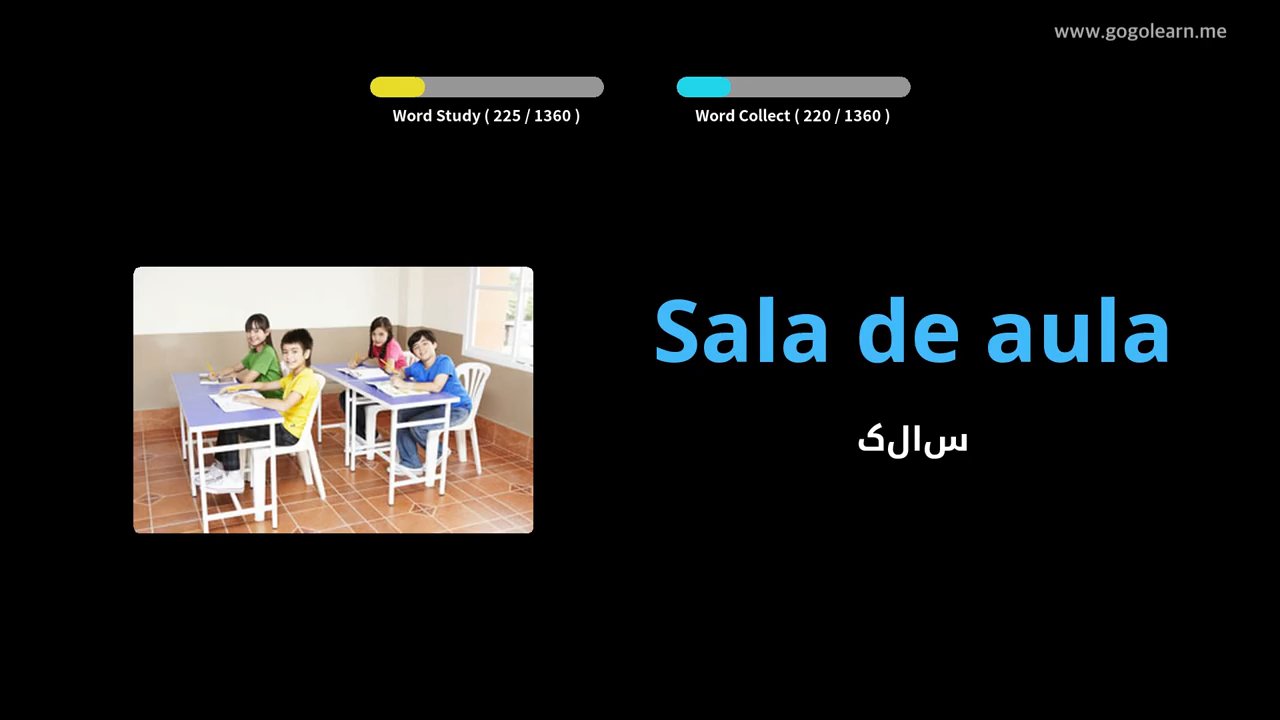 www.gogolearn.me
Word Study ( 225 / 1360 )
Word Collect ( 220 / 1360 )
Sala de aula
سالک